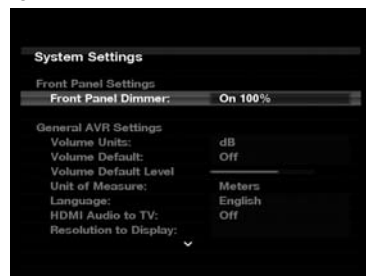 System Settings
Front Panel Settings
Front Panel Dimmer: On 100%
General AVR Settings
Volume Units: dB
Volume Default: Off
Volume Default Level
Unit of Measure: Meters
Language: English
HDMI Audio to TV: Off
Resolution to Display: